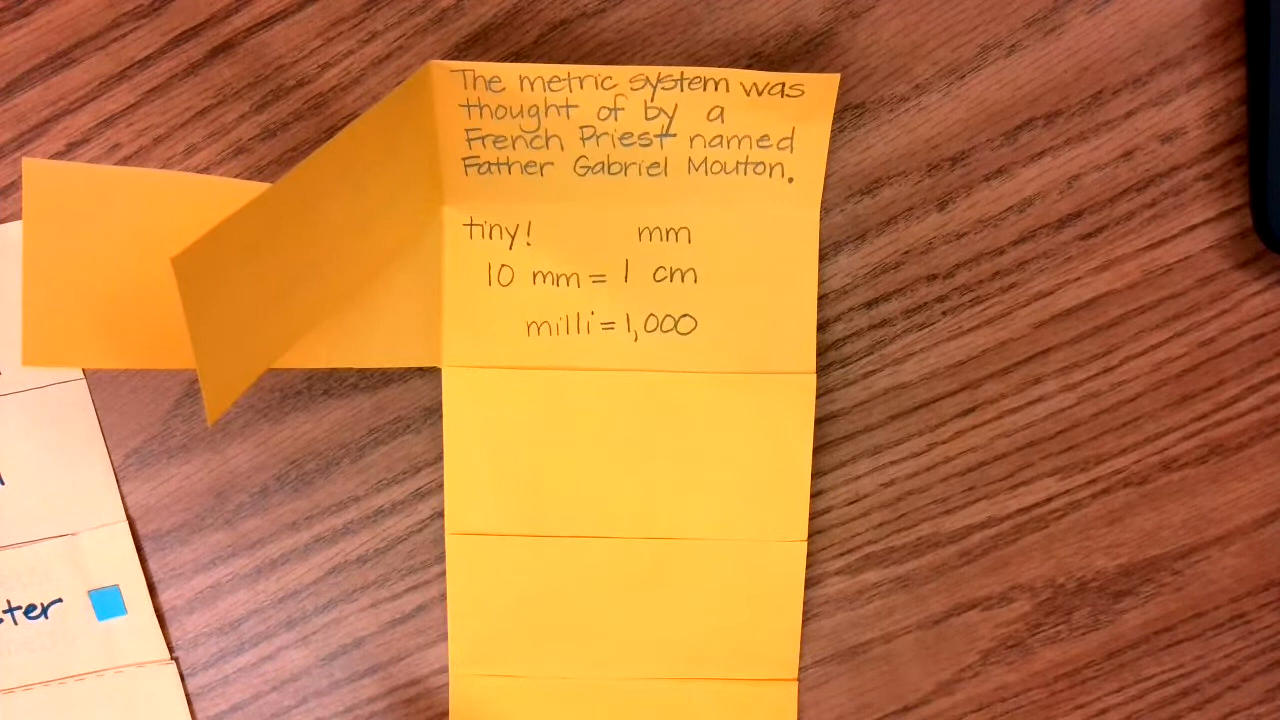 The metric system was
thought of by a
French Priest named
Father Gabriel Mouton.
tiny! mm
10 mm = 1 cm
milli = 1,000